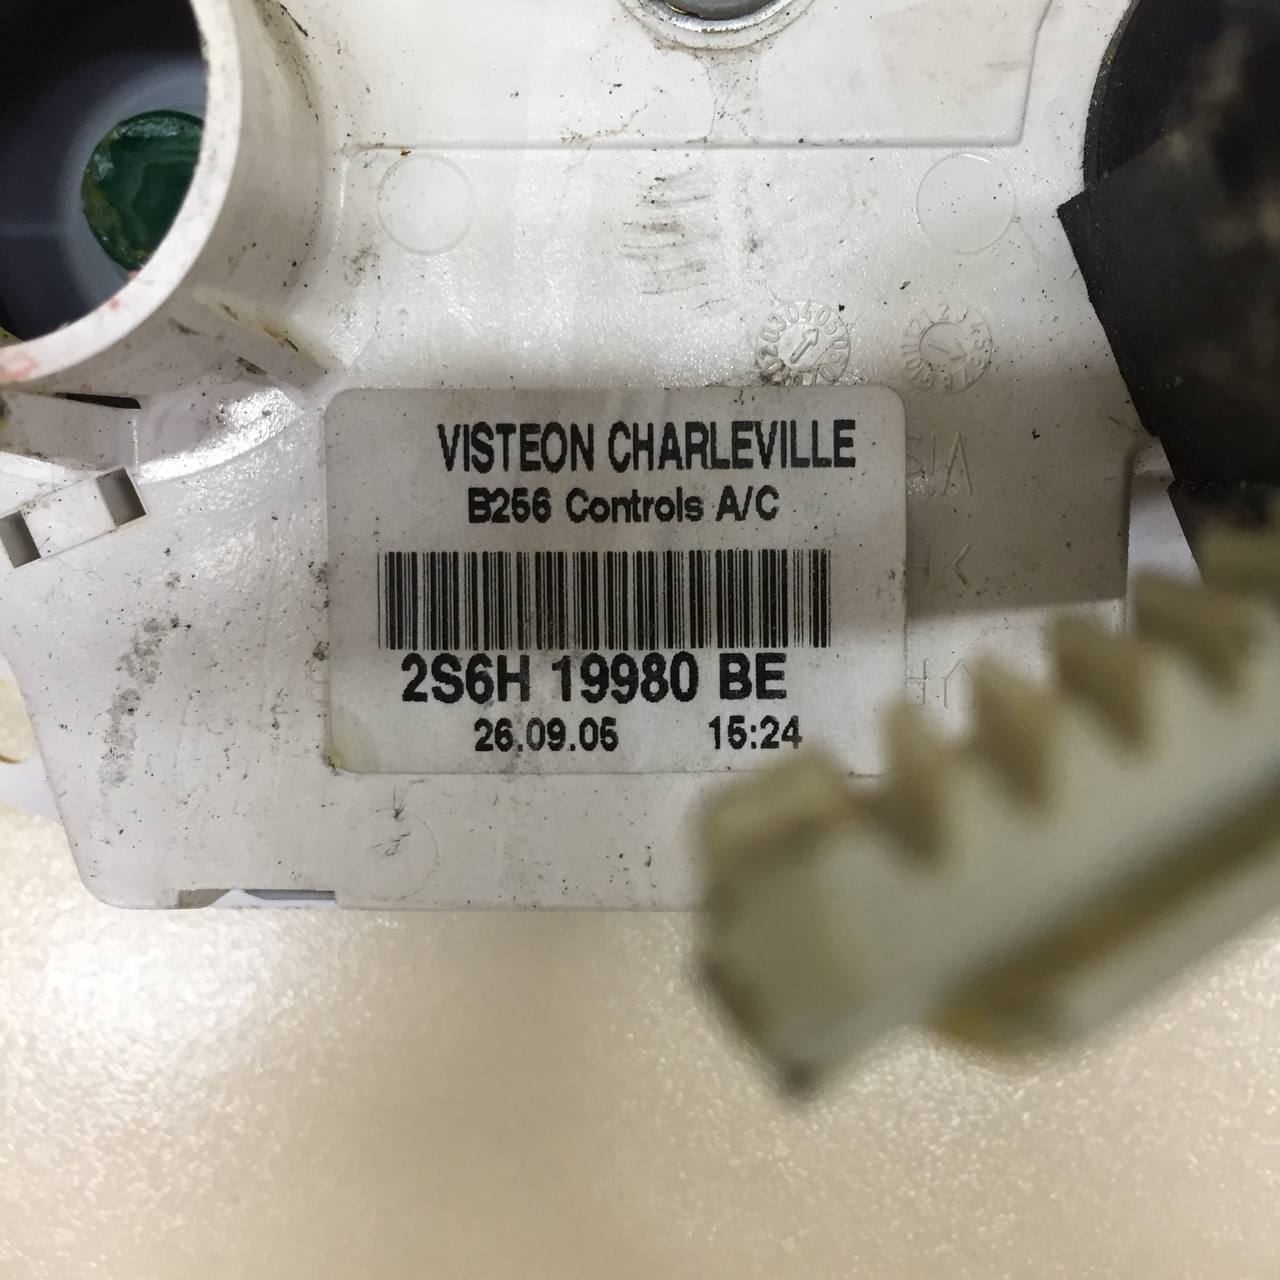 VISTEON CHARLEVILLE
B256 Controls A/C
2S6H 19980 BE
26.09.05 15:24